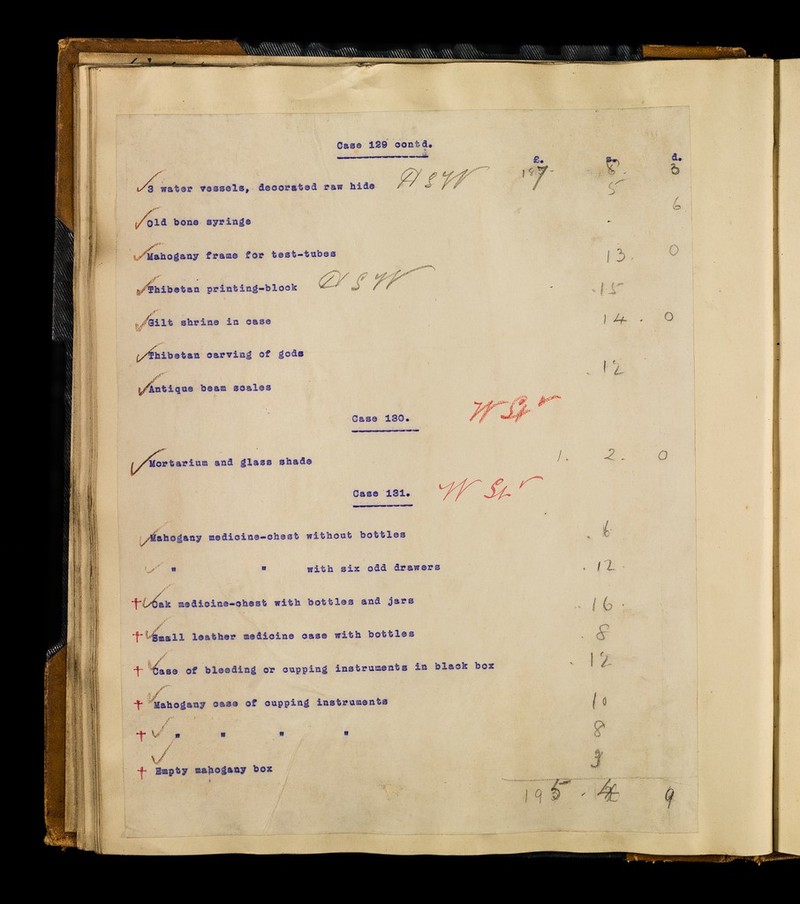 Case 129 contd.
£. s. d.
187. 8. 3
✓3 water vessels, decorated raw hide HSW 5
6
✓Old bone syringe
✓Mahogany frame for test-tubes 13. 0
✓Thibetan printing-block HSW 15
✓Gilt shrine in case 14 . 0
✓Thibetan carving of gods
12
✓Antique beam scales
Case 130. W St
✓Mortarium and glass shade 1. 2. 0
Case 131. W St
✓Mahogany medicine-chest without bottles 6
✓ " " with six odd drawers 12
†✓Oak medicine-chest with bottles and jars 16
†✓Small leather medicine case with bottles 8
†✓Case of bleeding or cupping instruments in black box 12
†✓Mahogany case of cupping instruments 10
†✓ " " " " 8
†✓Empty mahogany box 3
195 . 4 9